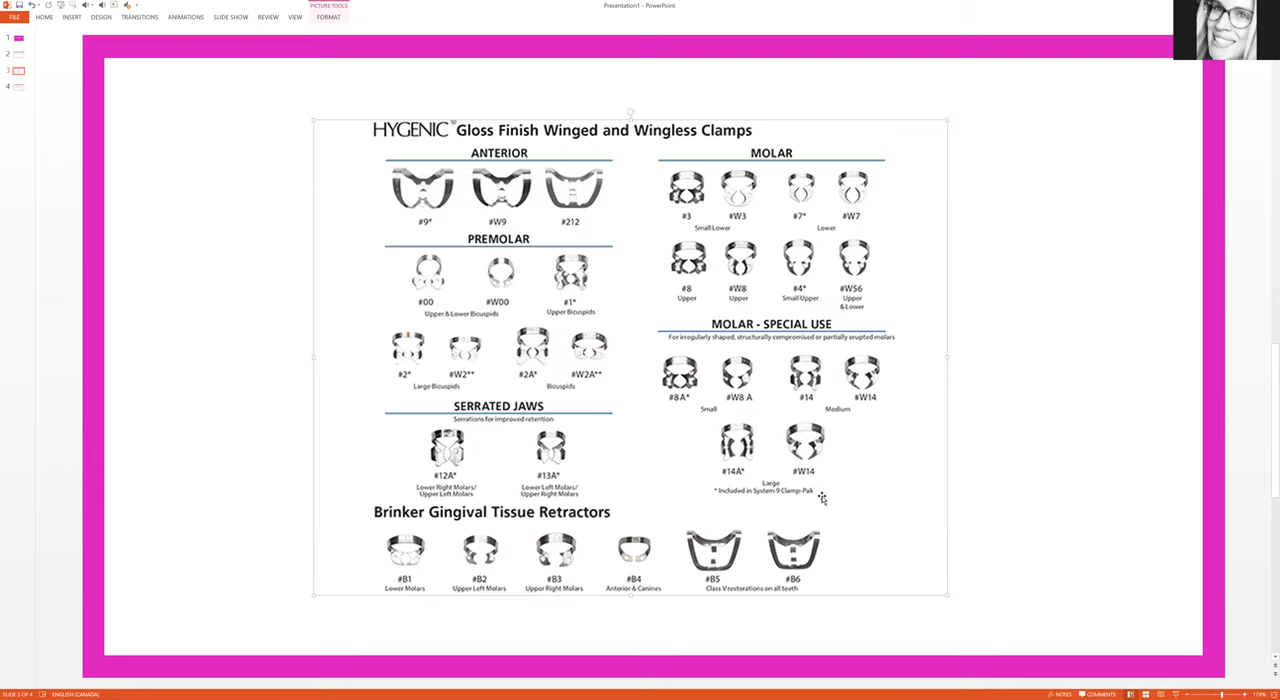 Presentation1 - PowerPoint
PICTURE TOOLS
FILE HOME INSERT DESIGN TRANSITIONS ANIMATIONS SLIDE SHOW REVIEW VIEW FORMAT
1
2
3
4
HYGENIC® Gloss Finish Winged and Wingless Clamps
ANTERIOR
#9* #W9 #212
PREMOLAR
#00 #W00 #1*
Upper & Lower Bicuspids Upper Bicuspids
#2* #W2** #2A* #W2A**
Large Bicuspids Bicuspids
SERRATED JAWS
Serrations for improved retention
#12A* #13A*
Lower Right Molars/ Lower Left Molars/
Upper Left Molars Upper Right Molars
MOLAR
#3 #W3 #7* #W7
Small Lower Lower
#8 #W8 #4* #W56
Upper Upper Small Upper Upper
& Lower
MOLAR - SPECIAL USE
For irregularly shaped, structurally compromised or partially erupted molars
#8A* #W8 A #14 #W14
Small Medium
#14A* #W14
Large
* Included in System 9 Clamp-Pak
Brinker Gingival Tissue Retractors
#B1 #B2 #B3 #B4 #B5 #B6
Lower Molars Upper Left Molars Upper Right Molars Anterior & Canines Class V restorations on all teeth
SLIDE 3 OF 4 ENGLISH (CANADA) NOTES COMMENTS 179%